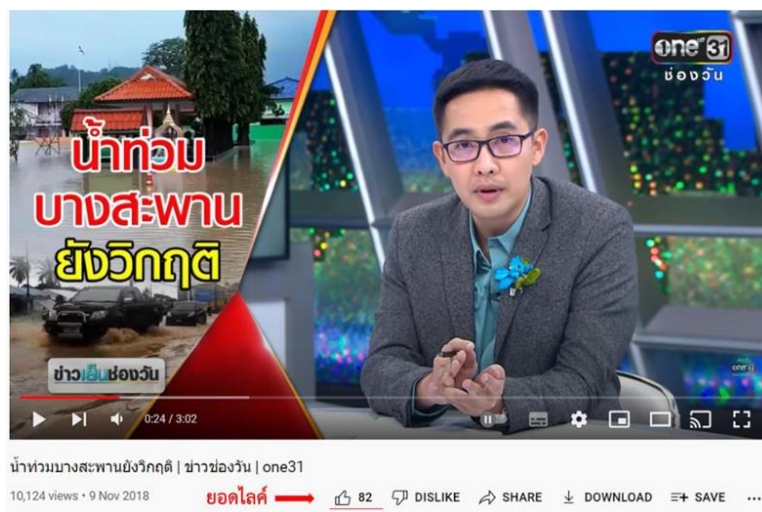 one 31
ช่องวัน
น้ำท่วม
บางสะพาน
ยังวิกฤติ
ข่าวเย็นช่องวัน
one 31
0:24 / 3:02
น้ำท่วมบางสะพานยังวิกฤติ | ข่าวช่องวัน | one31
10,124 views • 9 Nov 2018
ยอดไลค์
82 DISLIKE SHARE DOWNLOAD SAVE